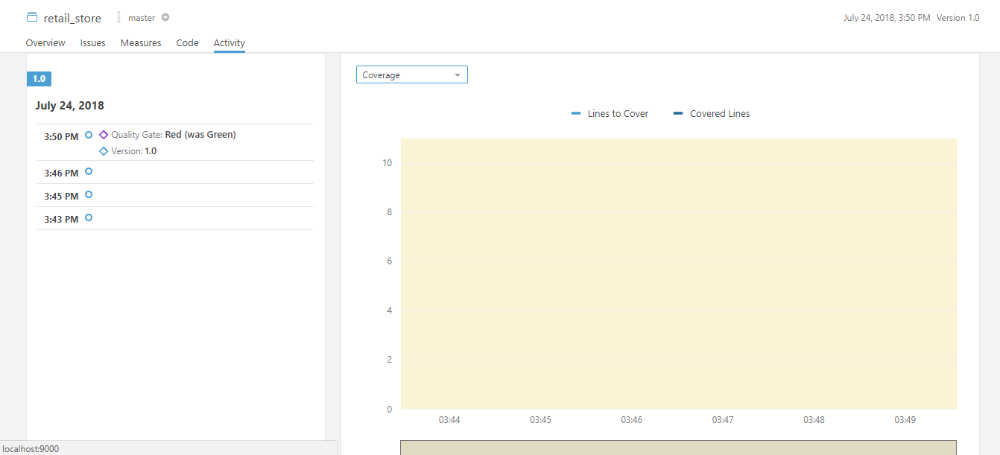 retail_store master
July 24, 2018, 3:50 PM Version 1.0
Overview Issues Measures Code Activity
1.0
July 24, 2018
3:50 PM Quality Gate: Red (was Green)
Version: 1.0
3:46 PM
3:45 PM
3:43 PM
Coverage
Lines to Cover Covered Lines
10
8
6
4
2
0
03:44 03:45 03:46 03:47 03:48 03:49
localhost:9000